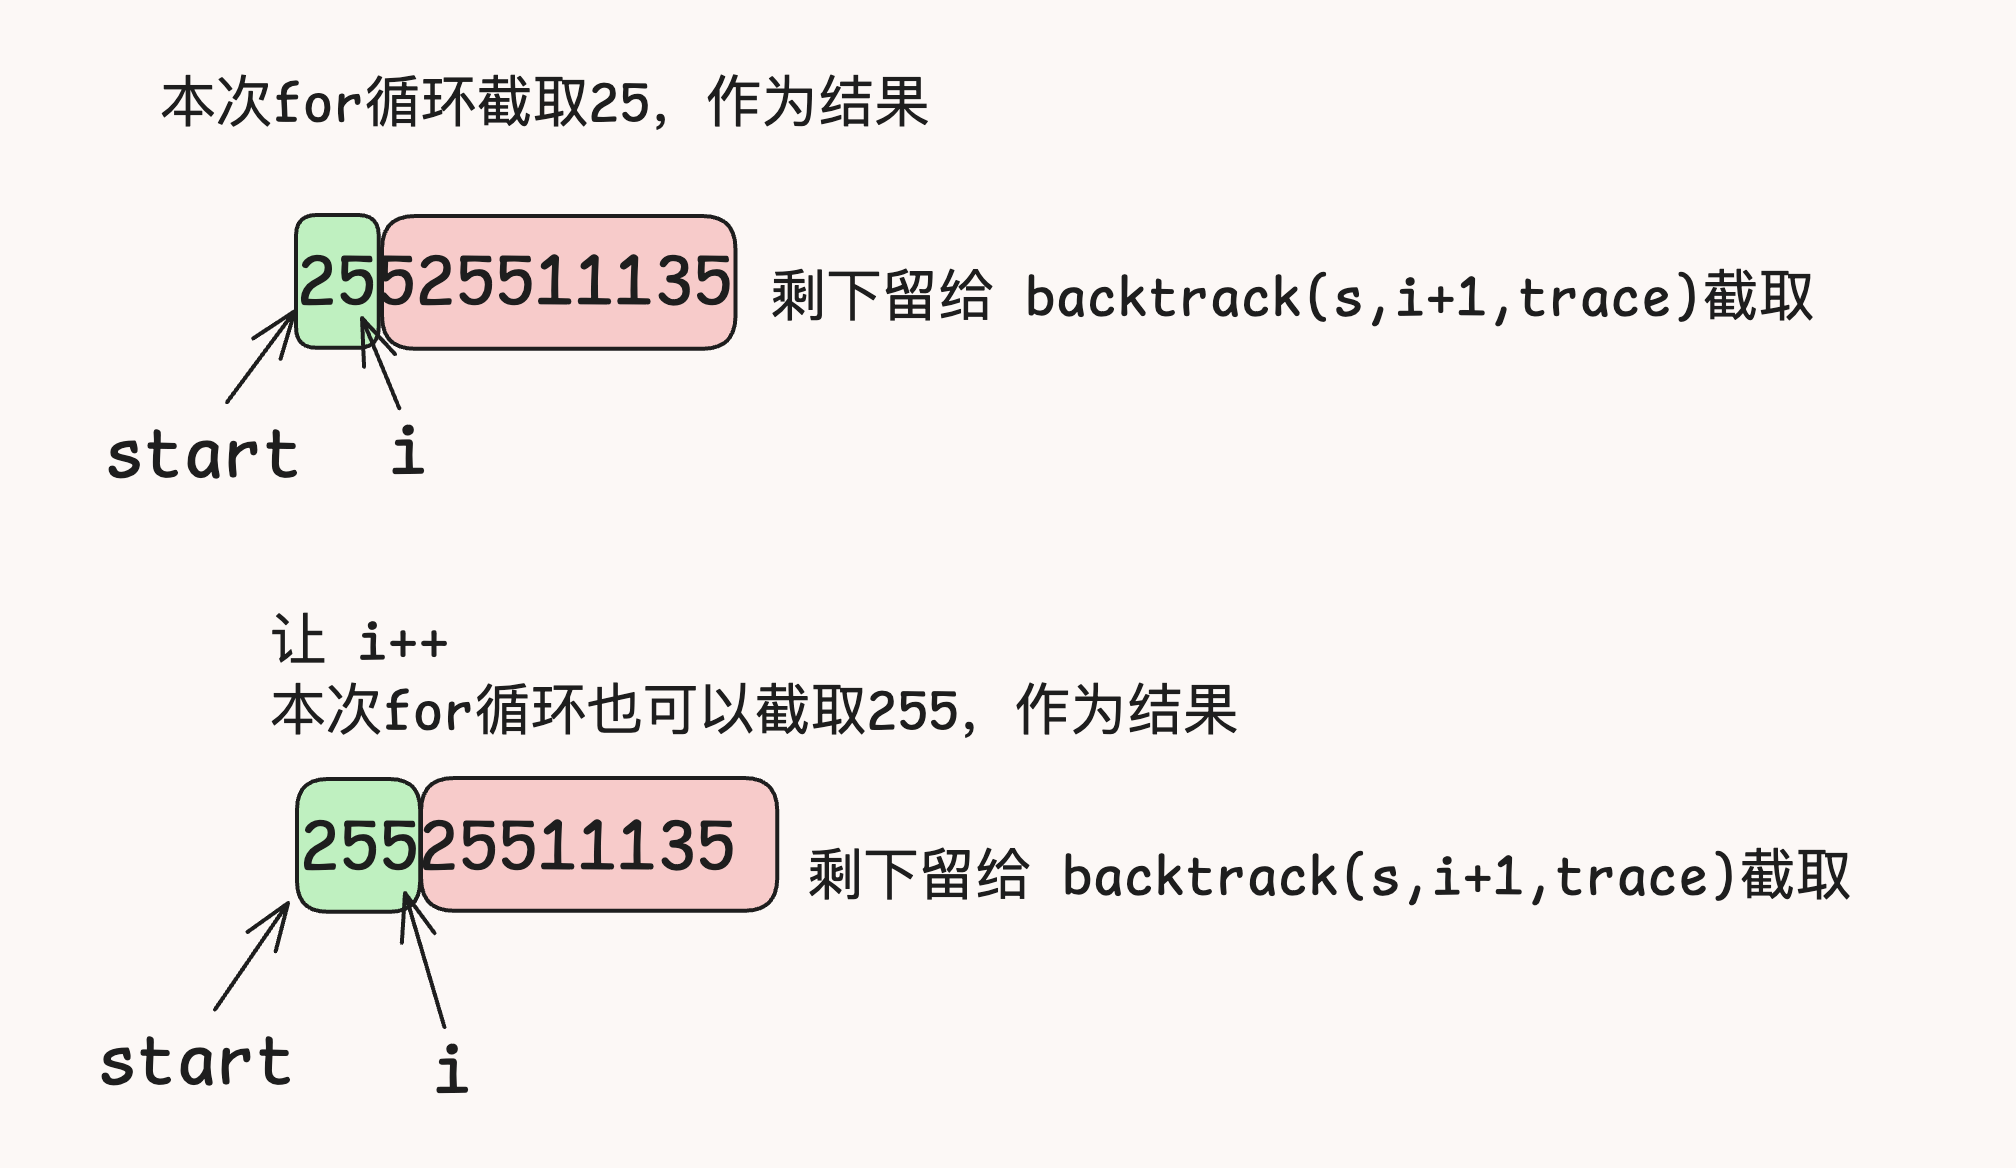 本次for循环截取25，作为结果
25525511135
剩下留给 backtrack(s,i+1,trace)截取
start i
让 i++
本次for循环也可以截取255，作为结果
25525511135
剩下留给 backtrack(s,i+1,trace)截取
start i